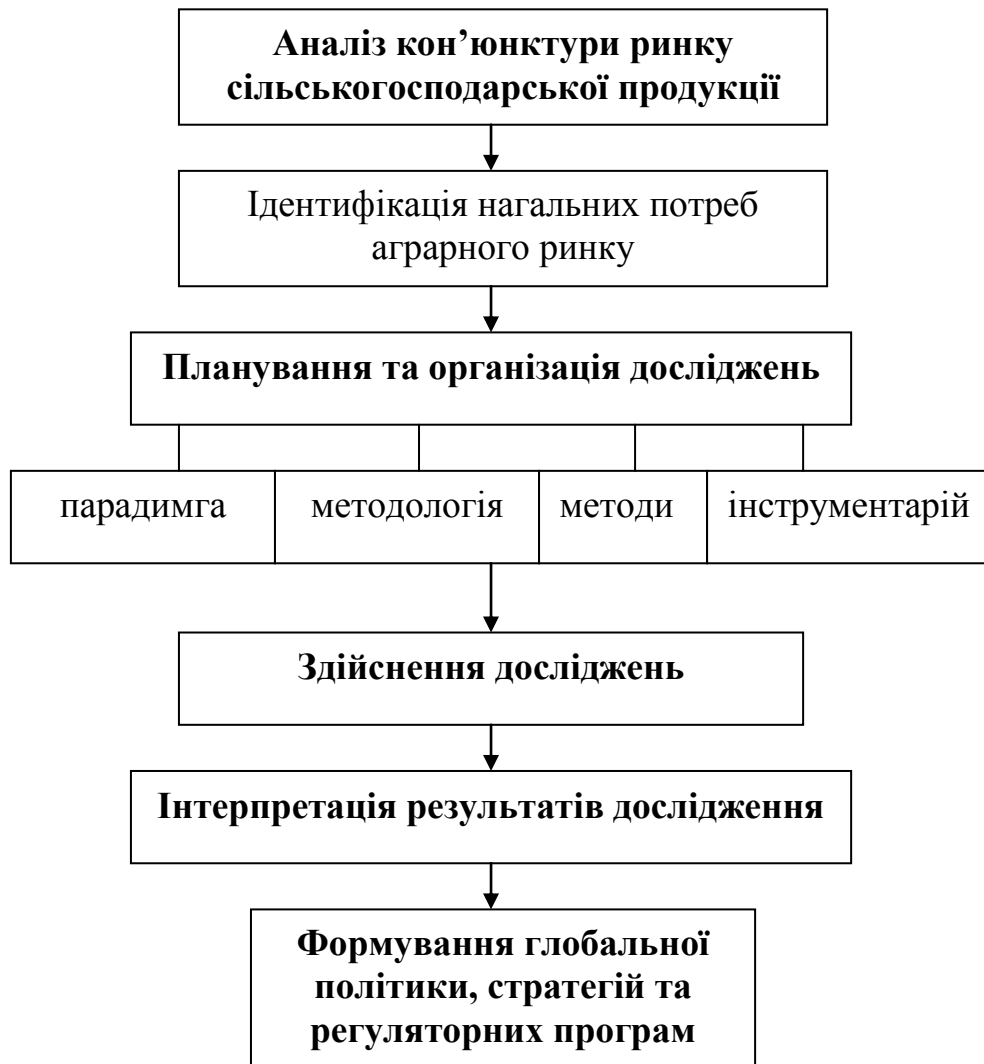 Аналіз кон’юнктури ринку
сільськогосподарської продукції
Ідентифікація нагальних потреб
аграрного ринку
Планування та організація досліджень
парадимга
методологія
методи
інструментарій
Здійснення досліджень
Інтерпретація результатів дослідження
Формування глобальної
політики, стратегій та
регуляторних програм